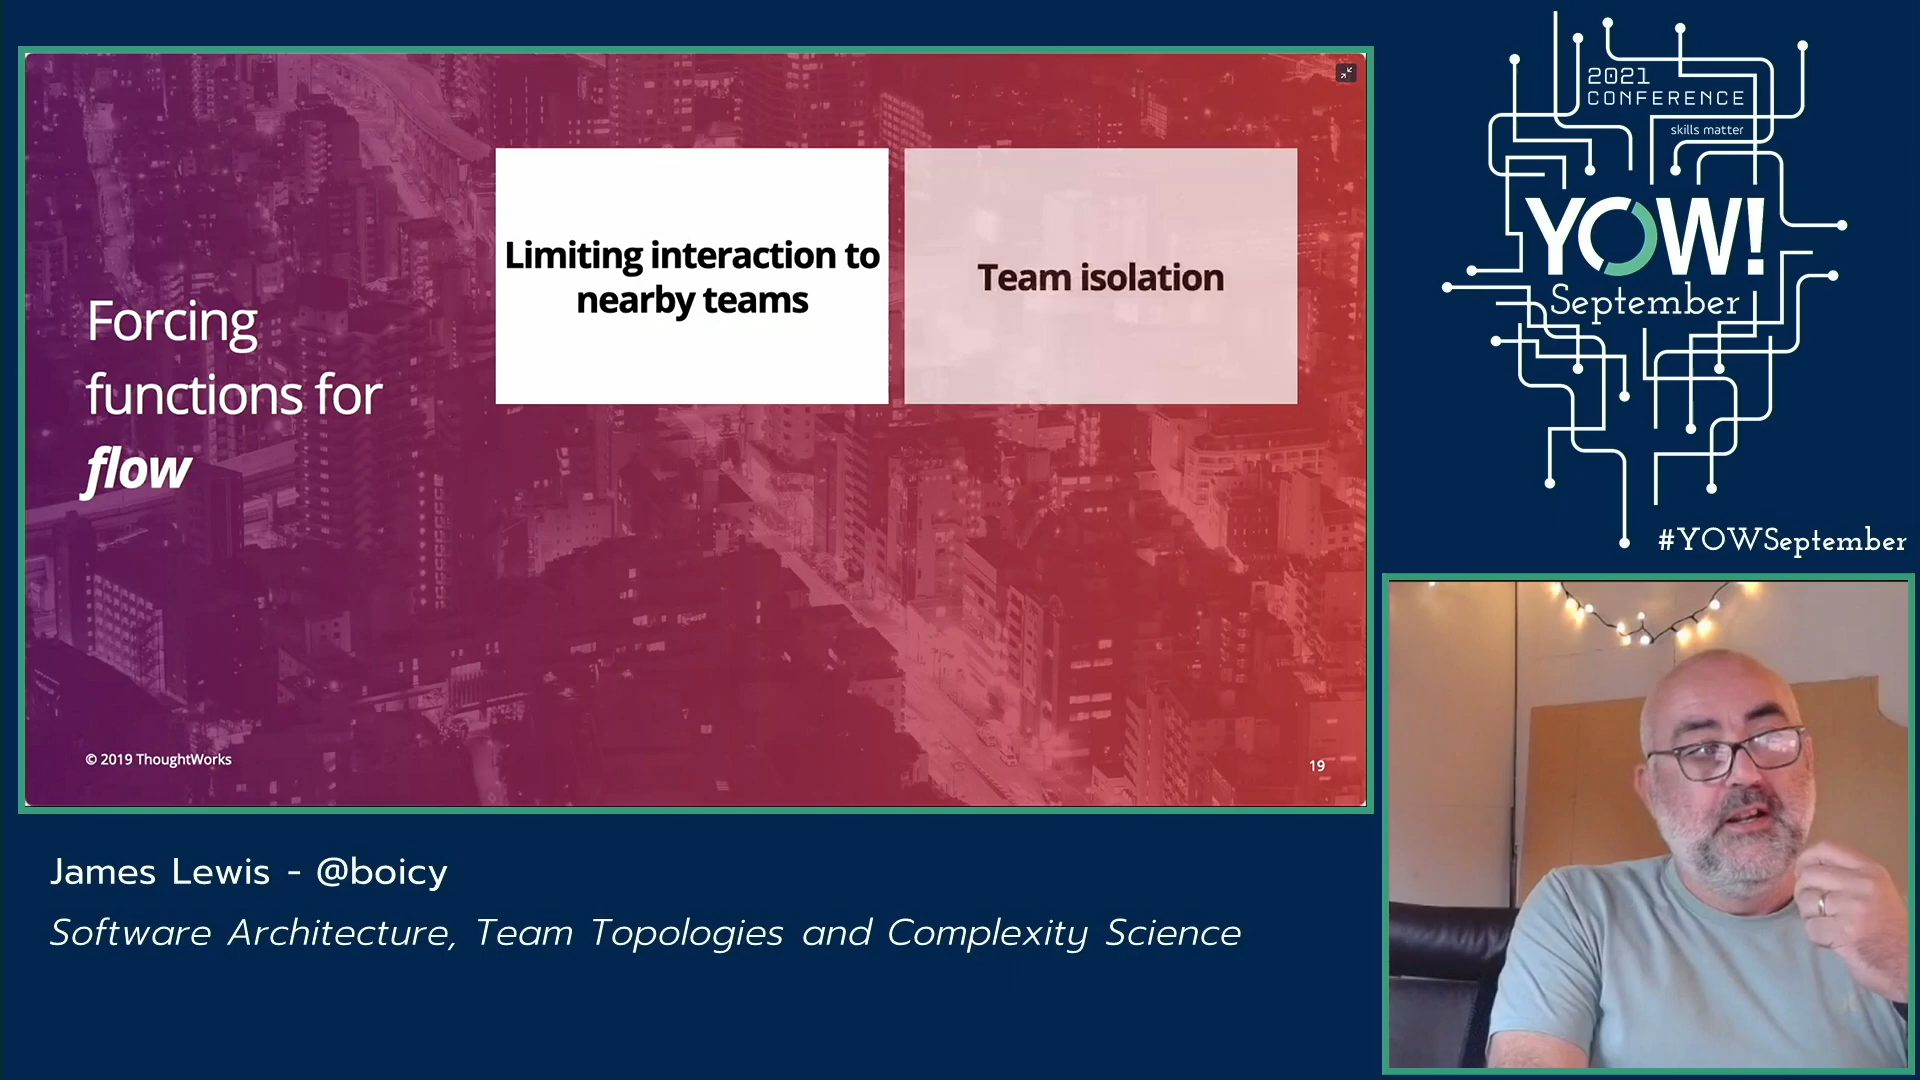 Forcing
functions for
flow
Limiting interaction to
nearby teams
Team isolation
© 2019 ThoughtWorks
19
2021
CONFERENCE
skills matter
YOW!
September
#YOWSeptember
James Lewis - @boicy
Software Architecture, Team Topologies and Complexity Science